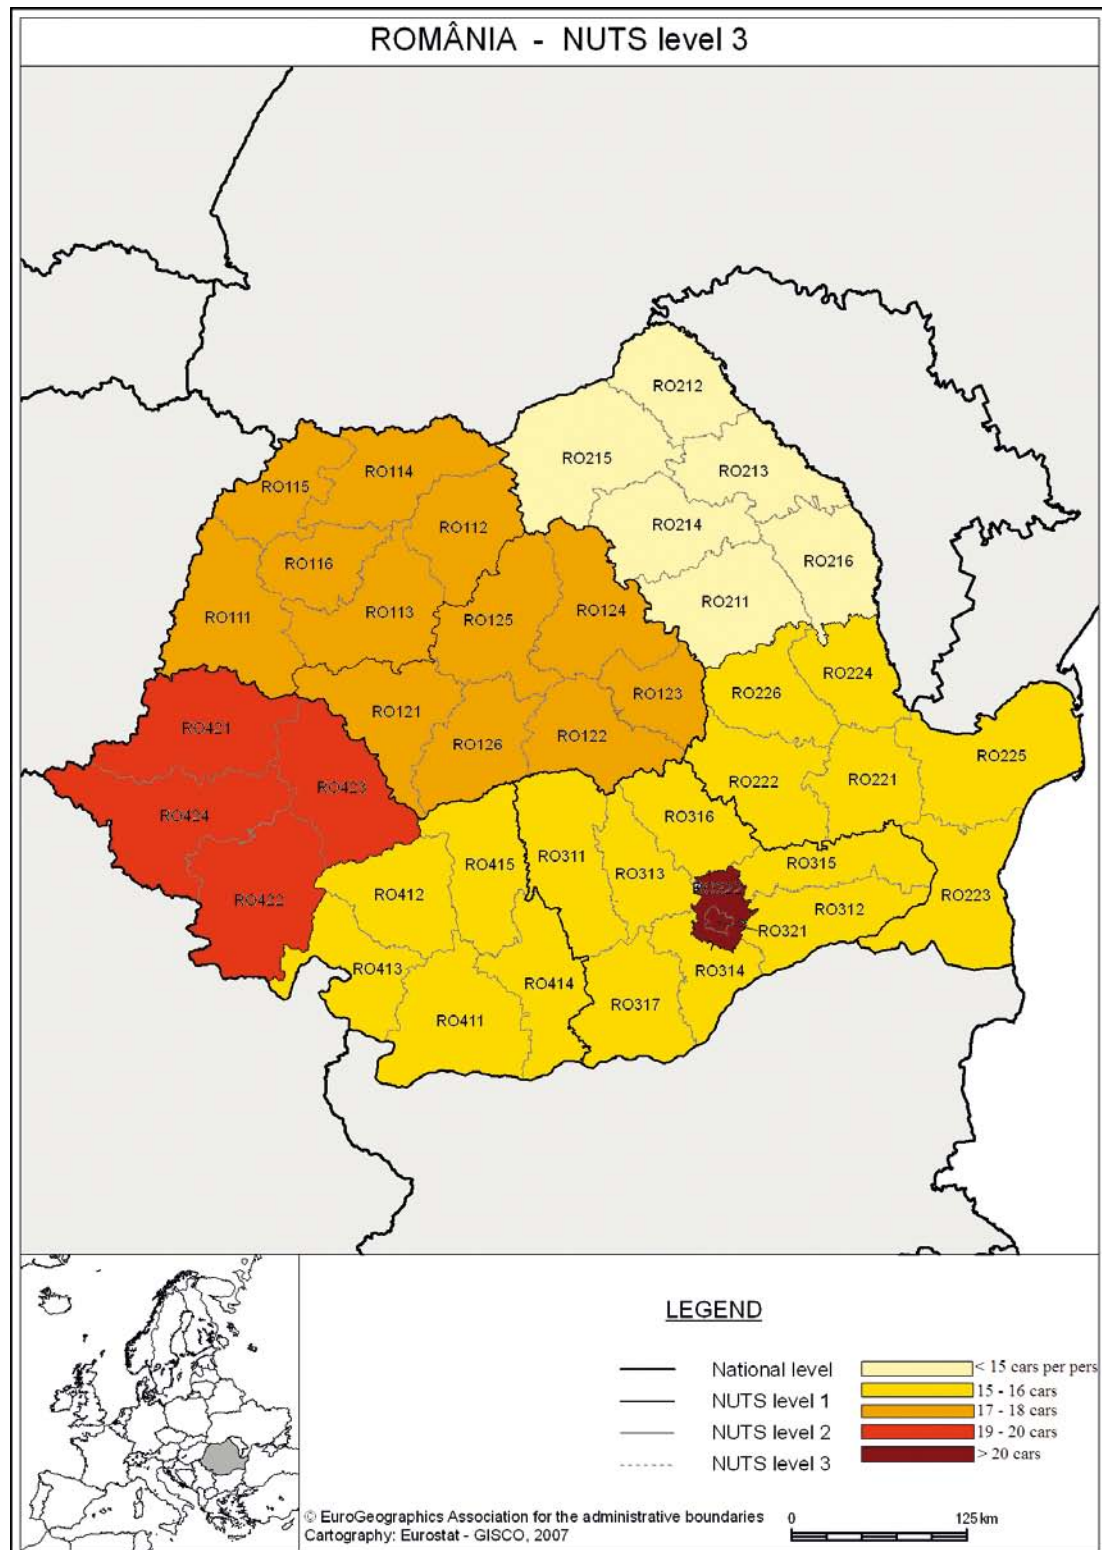 ROMÂNIA - NUTS level 3
RO212
RO215
RO213
RO114
RO115
RO112
RO214
RO116
RO216
RO211
RO111
RO113
RO125
RO124
RO224
RO226
RO123
RO121
RO421
RO126
RO122
RO225
RO222
RO221
RO423
RO424
RO316
RO415
RO311
RO315
RO313
RO412
RO422
RO312
RO223
RO321
RO413
RO314
RO414
RO317
RO411
LEGEND
National level
NUTS level 1
NUTS level 2
NUTS level 3
< 15 cars per pers
15 - 16 cars
17 - 18 cars
19 - 20 cars
> 20 cars
© EuroGeographics Association for the administrative boundaries
Cartography: Eurostat - GISCO, 2007
0 125 km